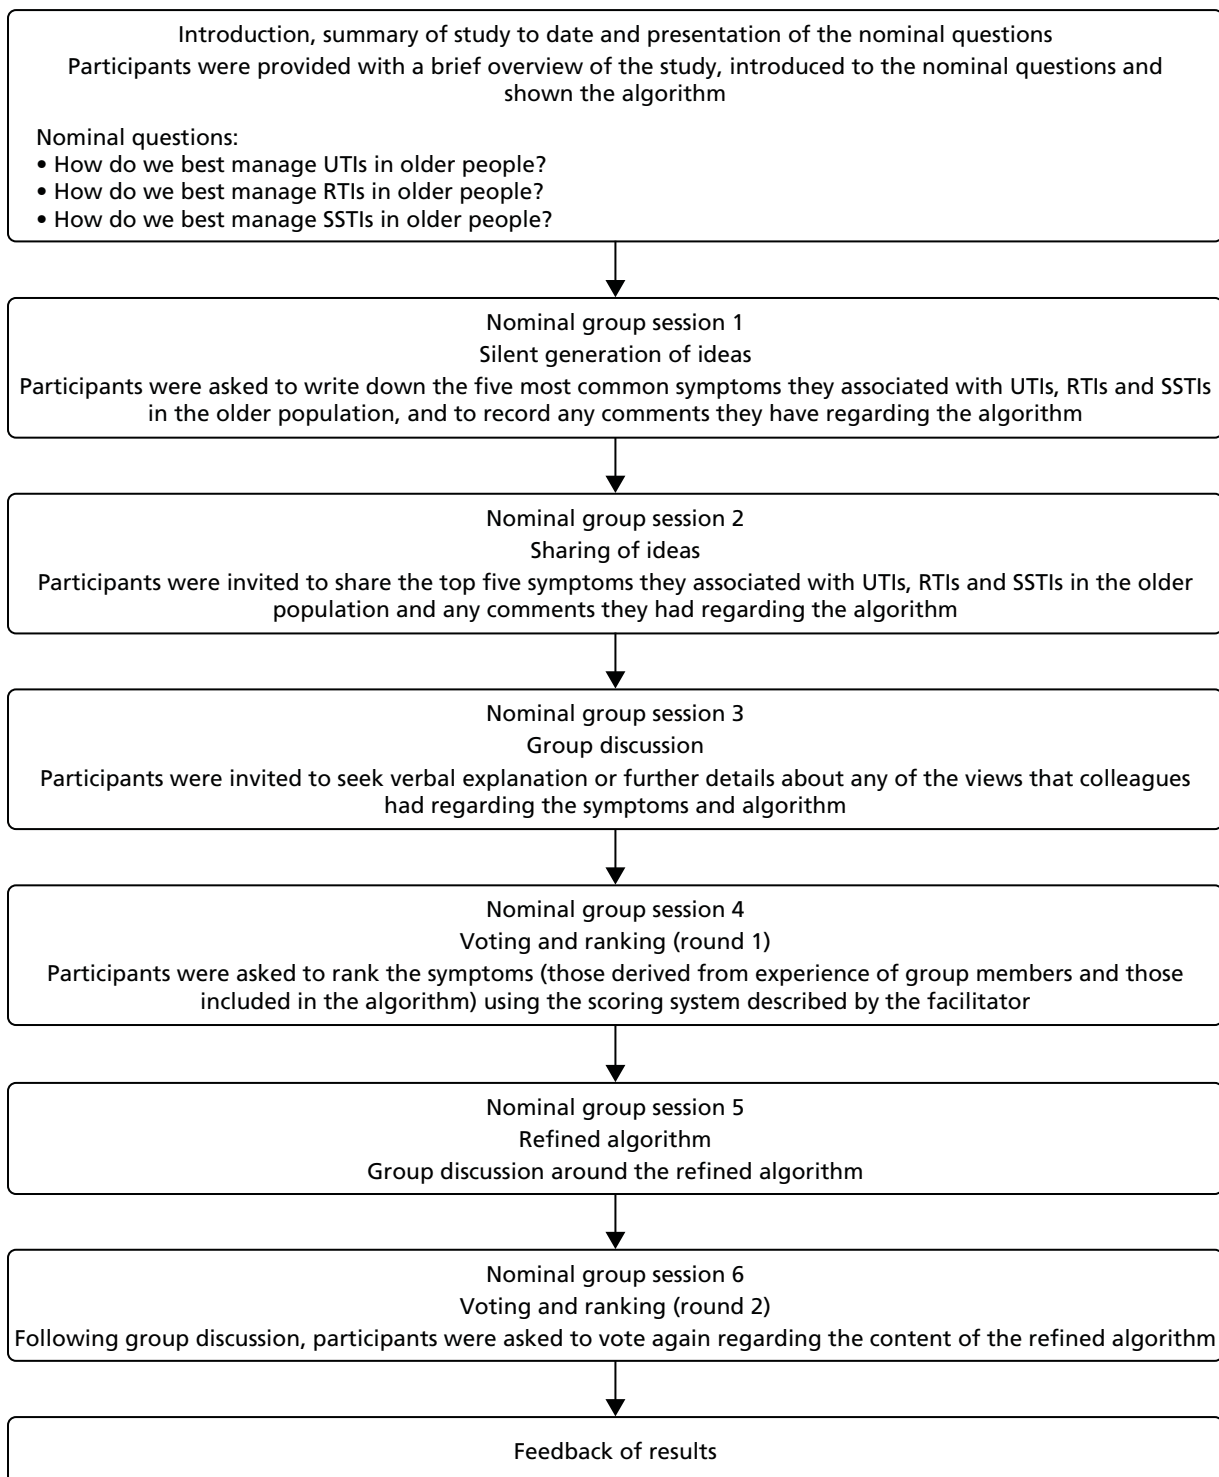 Introduction, summary of study to date and presentation of the nominal questions
Participants were provided with a brief overview of the study, introduced to the nominal questions and
shown the algorithm
Nominal questions:
• How do we best manage UTIs in older people?
• How do we best manage RTIs in older people?
• How do we best manage SSTIs in older people?
Nominal group session 1
Silent generation of ideas
Participants were asked to write down the five most common symptoms they associated with UTIs, RTIs and SSTIs
in the older population, and to record any comments they have regarding the algorithm
Nominal group session 2
Sharing of ideas
Participants were invited to share the top five symptoms they associated with UTIs, RTIs and SSTIs in the older
population and any comments they had regarding the algorithm
Nominal group session 3
Group discussion
Participants were invited to seek verbal explanation or further details about any of the views that colleagues
had regarding the symptoms and algorithm
Nominal group session 4
Voting and ranking (round 1)
Participants were asked to rank the symptoms (those derived from experience of group members and those
included in the algorithm) using the scoring system described by the facilitator
Nominal group session 5
Refined algorithm
Group discussion around the refined algorithm
Nominal group session 6
Voting and ranking (round 2)
Following group discussion, participants were asked to vote again regarding the content of the refined algorithm
Feedback of results